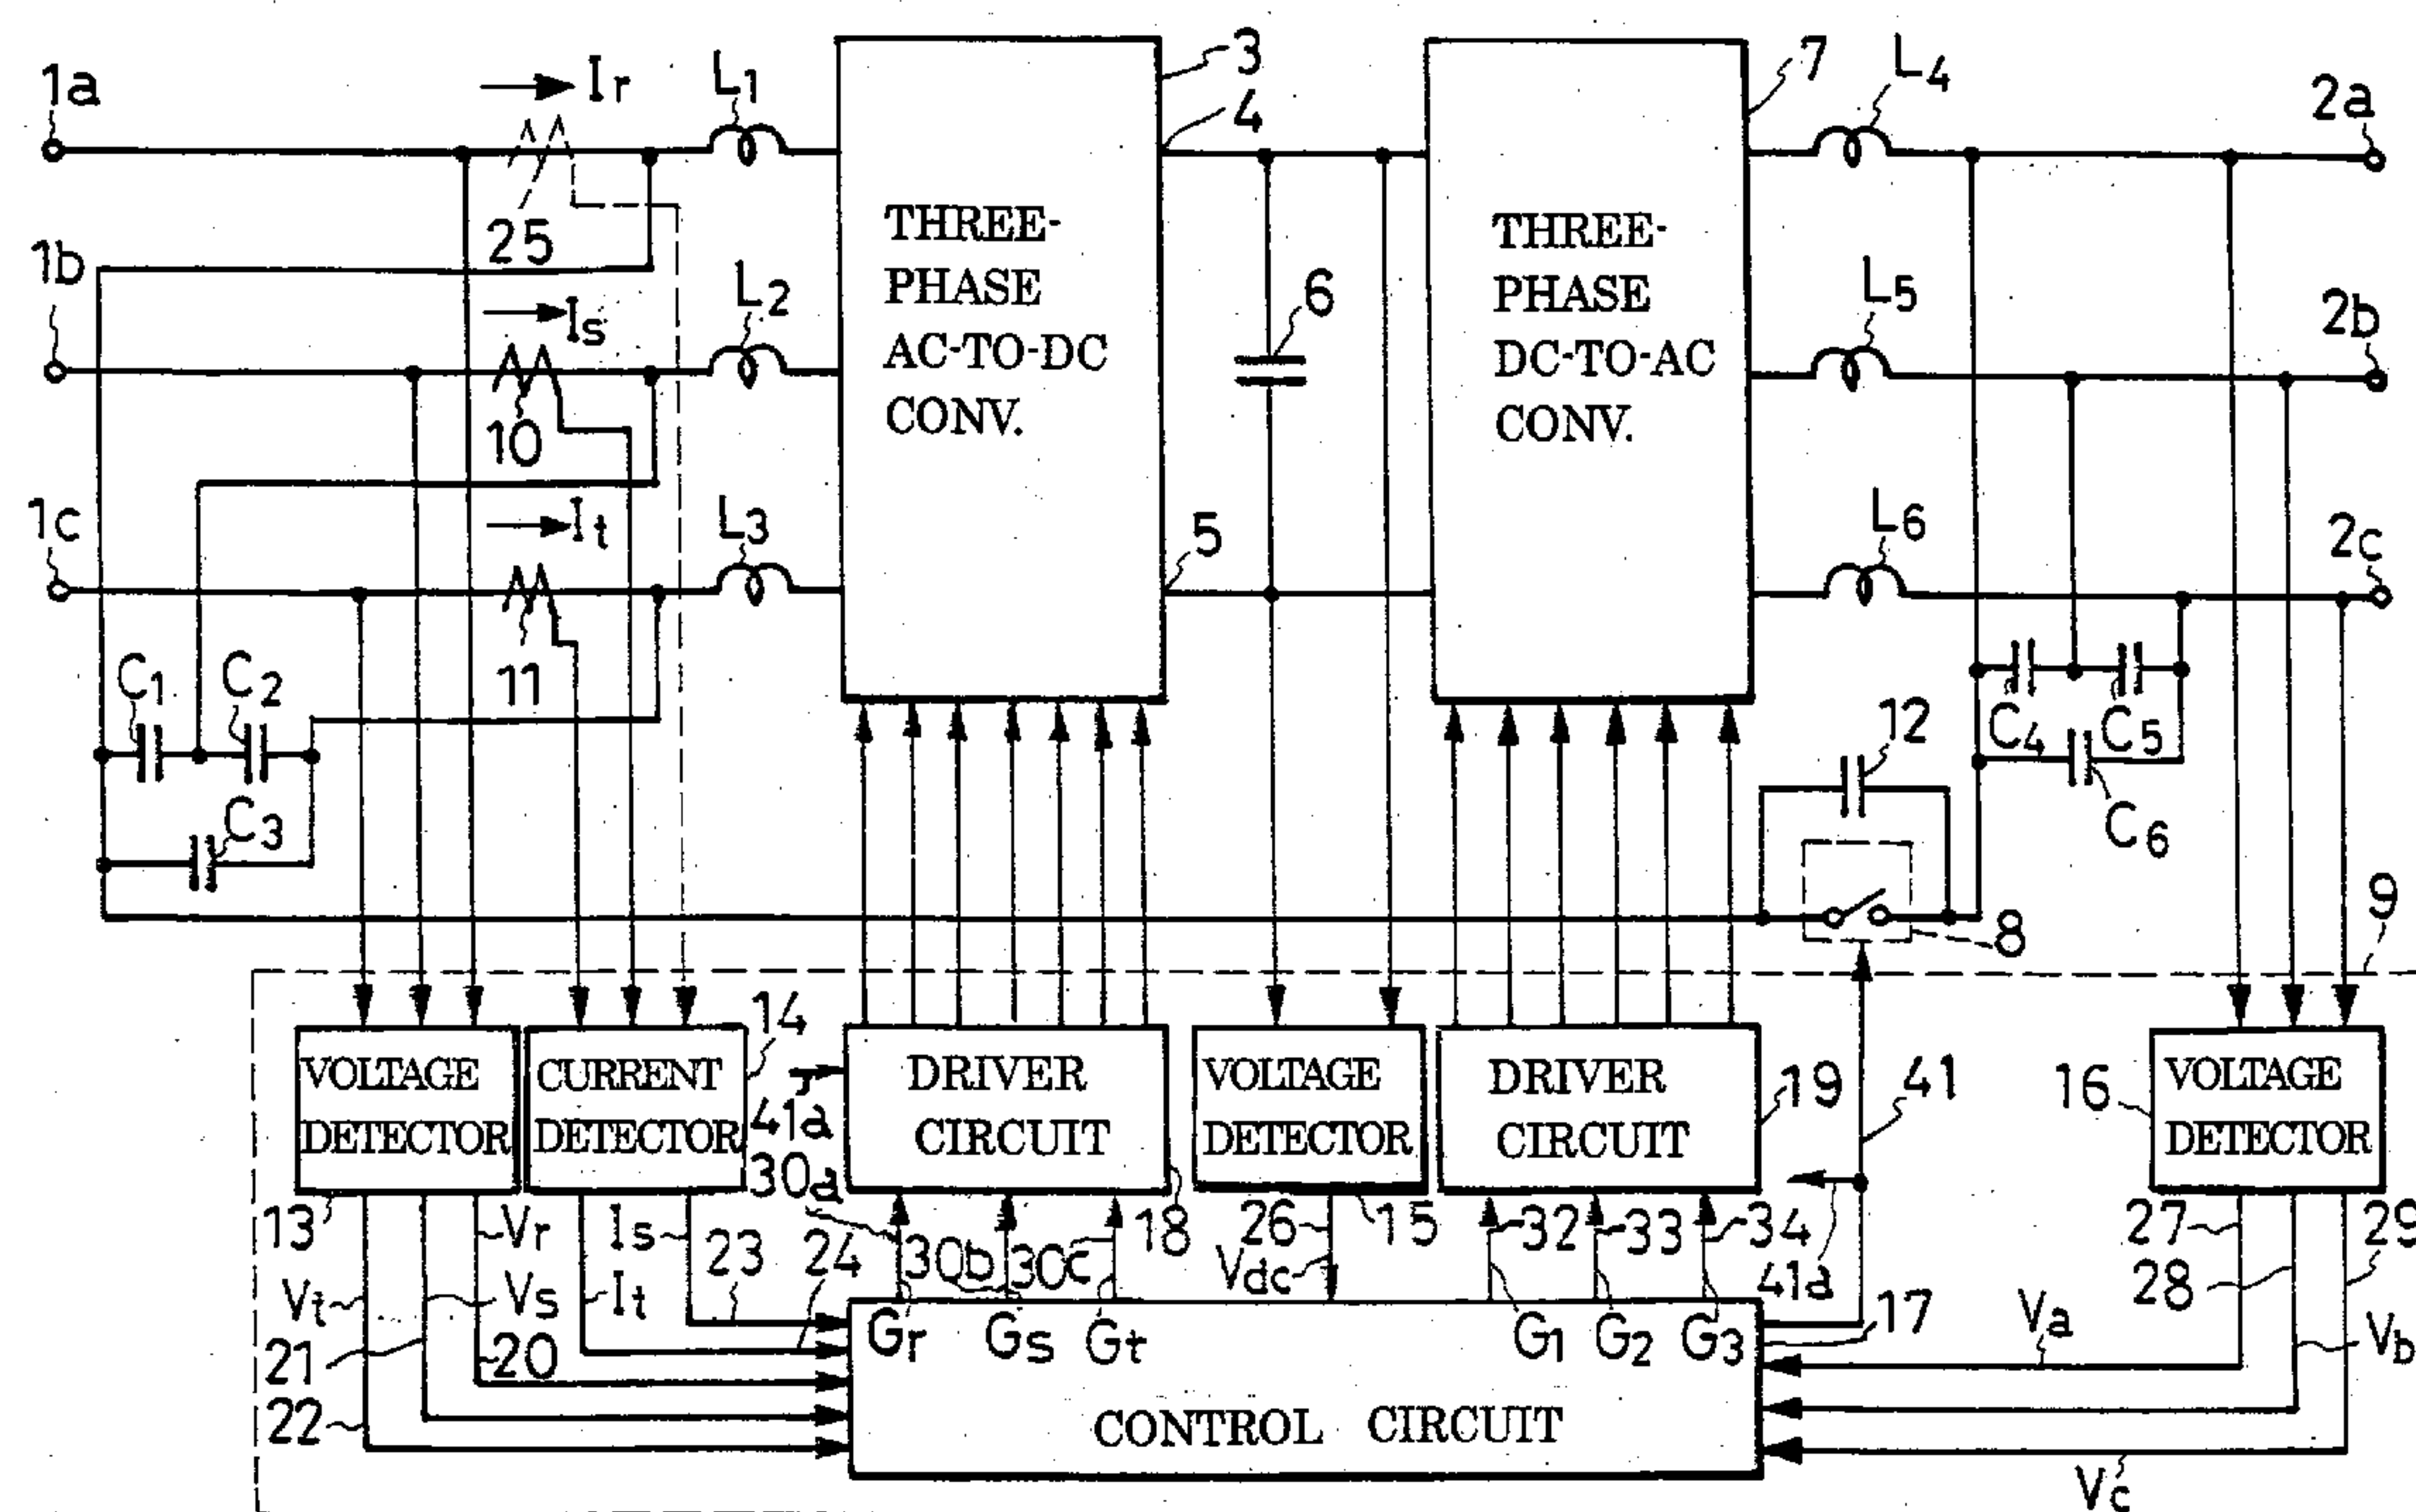 1a
Ir
L1
3
4
7
L4
2a
25
1b
Is
L2
THREE-
PHASE
AC-TO-DC
CONV.
6
THREE-
PHASE
DC-TO-AC
CONV.
L5
2b
10
1c
It
L3
5
L6
2c
11
C1
C2
C3
12
C4
C5
C6
8
9
14
VOLTAGE
DETECTOR
CURRENT
DETECTOR
41a
DRIVER
CIRCUIT
VOLTAGE
DETECTOR
DRIVER
CIRCUIT
19
41
16
VOLTAGE
DETECTOR
30a
13
Vr
Is
23
24
30b
30c
18
26
15
Vdc
32
33
34
41a
27
28
29
Vt
Vs
It
21
20
22
Gr
Gs
Gt
G1
G2
G3
17
Va
Vb
CONTROL CIRCUIT
Vc